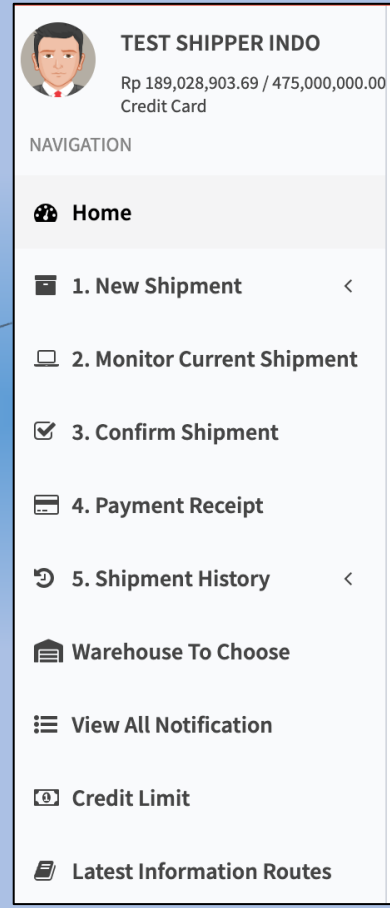 TEST SHIPPER INDO
Rp 189,028,903.69 / 475,000,000.00
Credit Card
NAVIGATION
Home
1. New Shipment
2. Monitor Current Shipment
3. Confirm Shipment
4. Payment Receipt
5. Shipment History
Warehouse To Choose
View All Notification
Credit Limit
Latest Information Routes